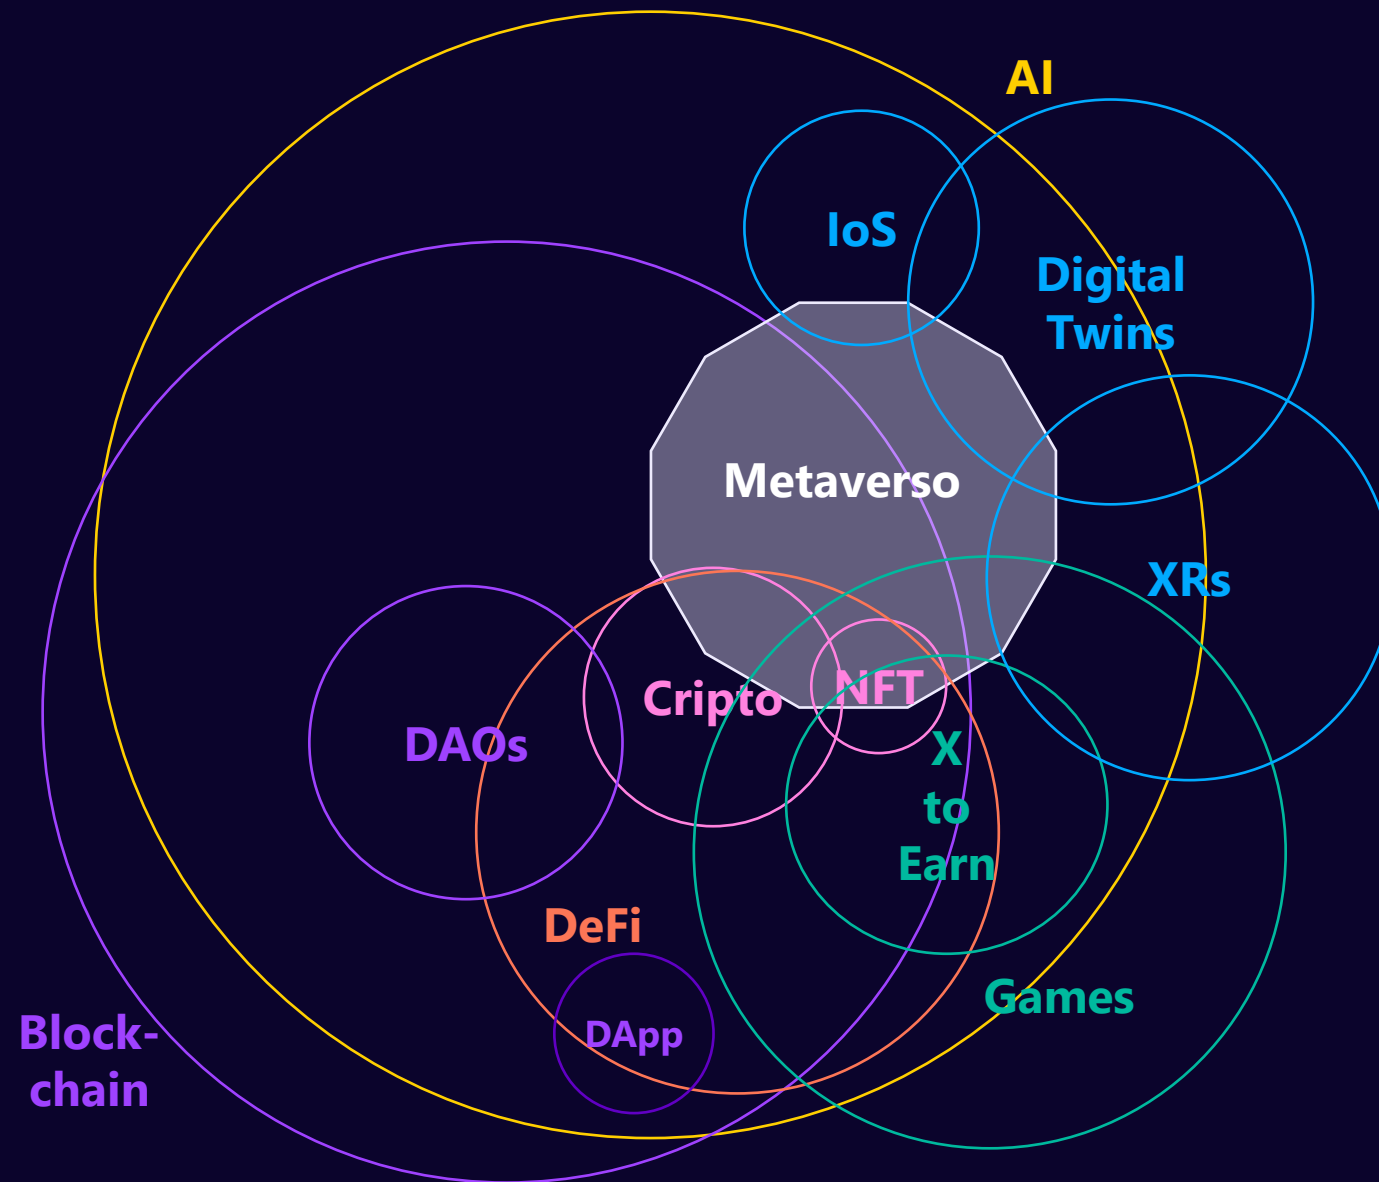 AI
IoS
Digital
Twins
Metaverso
XRs
Cripto
NFT
DAOs
X
to
Earn
DeFi
Games
DApp
Block-
chain